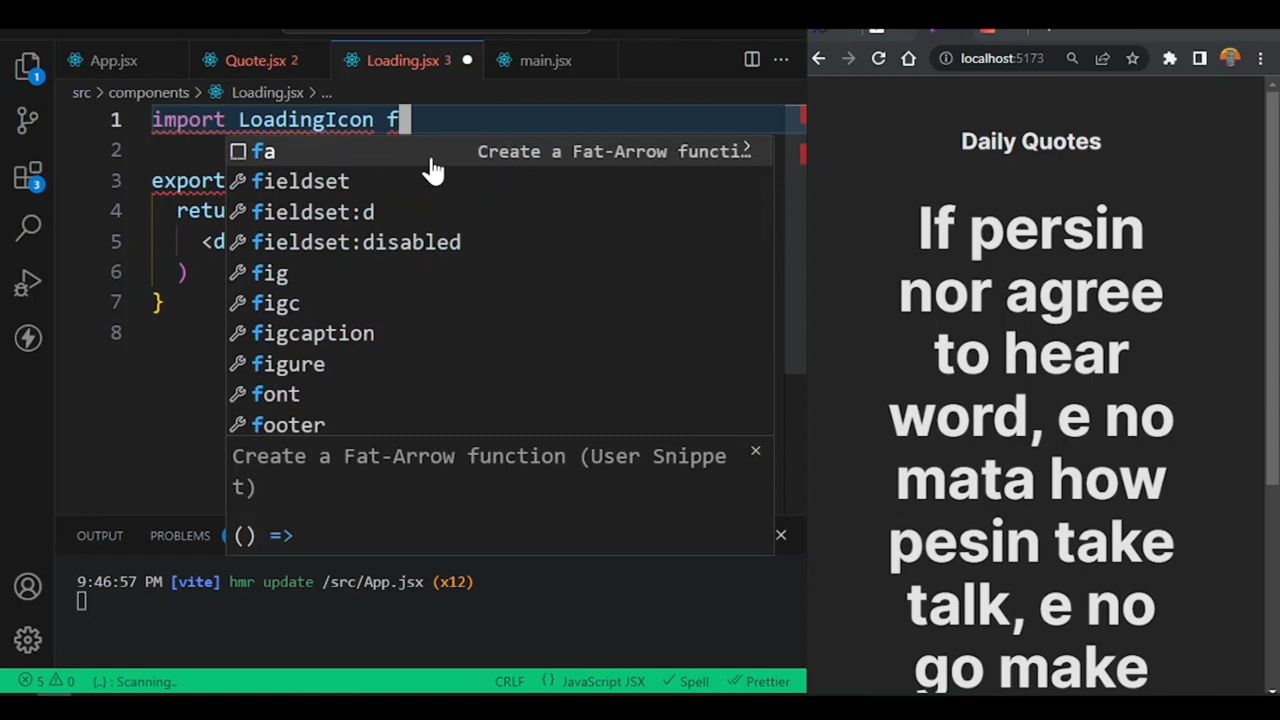 App.jsx
Quote.jsx 2
Loading.jsx 3
main.jsx
localhost:5173
src > components > Loading.jsx > ...
1 import LoadingIcon f
2
3 export
4 retu
5 <d
6 )
7 }
8
fa Create a Fat-Arrow functi...
fieldset
fieldset:d
fieldset:disabled
fig
figc
figcaption
figure
font
footer
Create a Fat-Arrow function (User Snippe
t)
() =>
1
3
OUTPUT PROBLEMS
9:46:57 PM [vite] hmr update /src/App.jsx (x12)
5 0 {..} : Scanning.. CRLF {} JavaScript JSX Spell Prettier
Daily Quotes
If persin
nor agree
to hear
word, e no
mata how
pesin take
talk, e no
go make